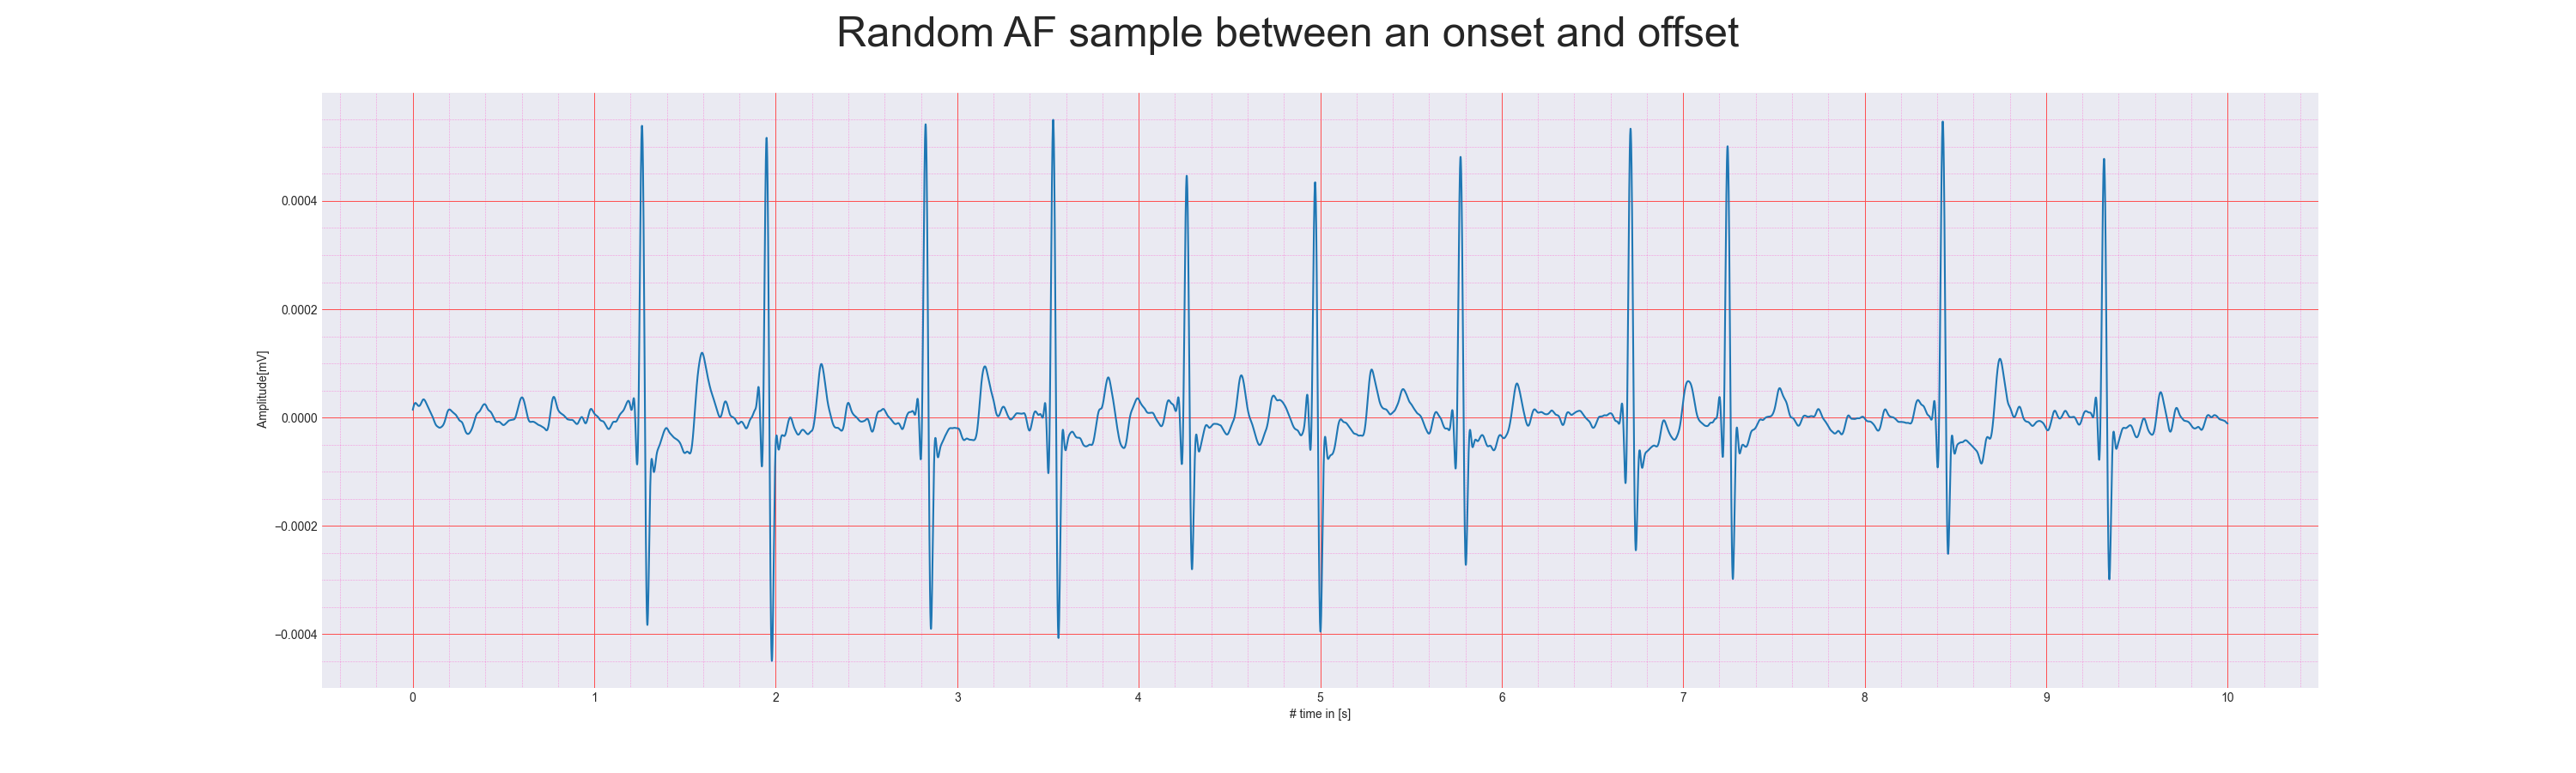 Random AF sample between an onset and offset
Amplitude[mV]
0.0004
0.0002
0.0000
−0.0002
−0.0004
0 1 2 3 4 5 6 7 8 9 10
# time in [s]